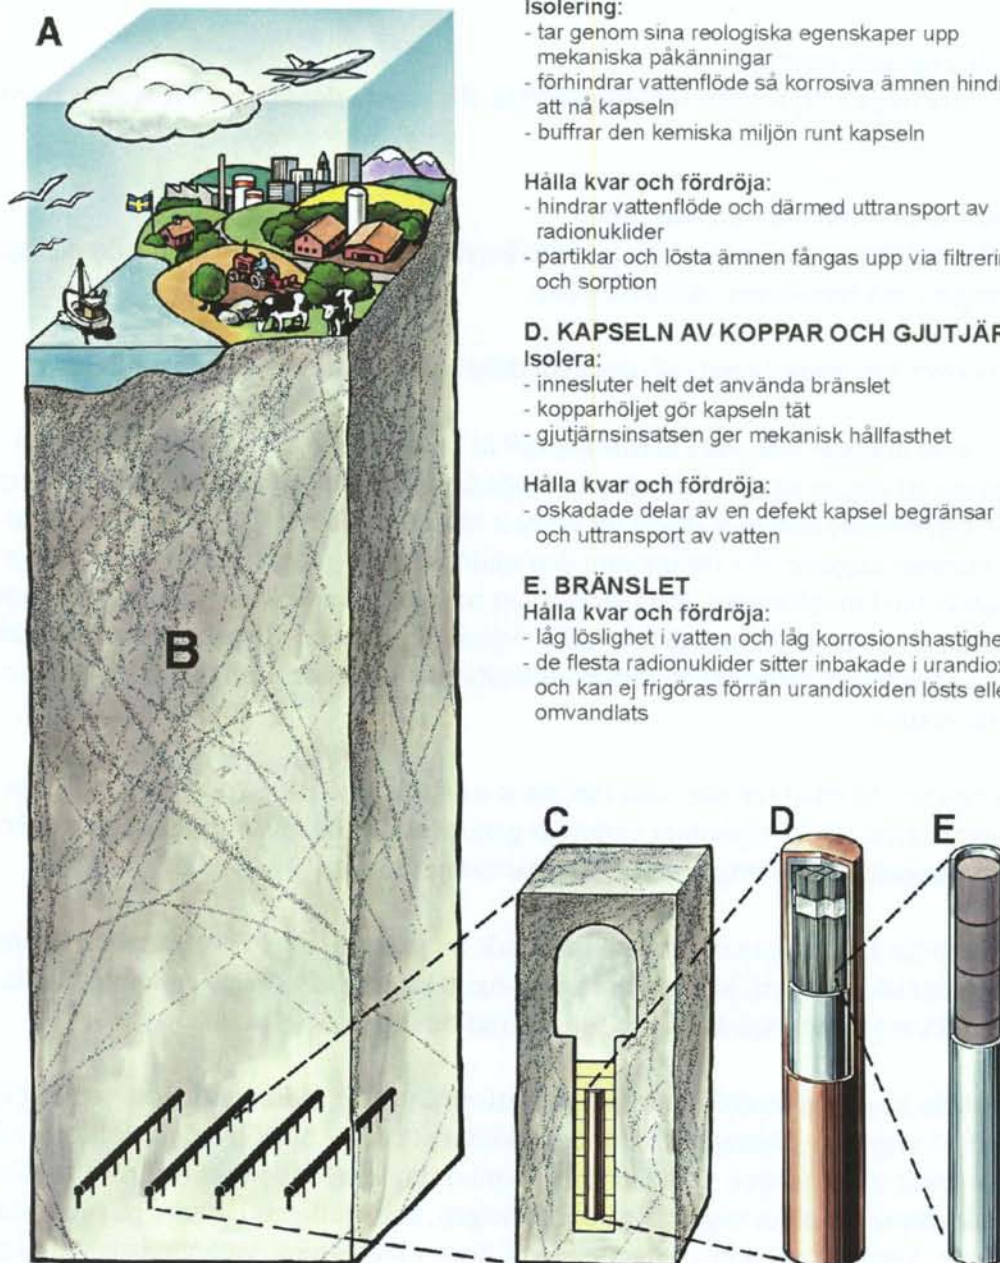 A
Isolering:
- tar genom sina reologiska egenskaper upp
mekaniska påkänningar
- förhindrar vattenflöde så korrosiva ämnen hindr
att nå kapseln
- buffrar den kemiska miljön runt kapseln
Hålla kvar och fördröja:
- hindrar vattenflöde och därmed uttransport av
radionuklider
- partiklar och lösta ämnen fångas upp via filtrerin
och sorption
D. KAPSELN AV KOPPAR OCH GJUTJÄR
Isolera:
- innesluter helt det använda bränslet
- kopparhöljet gör kapseln tät
- gjutjärnsinsatsen ger mekanisk hållfasthet
Hålla kvar och fördröja:
- oskadade delar av en defekt kapsel begränsar
och uttransport av vatten
E. BRÄNSLET
Hålla kvar och fördröja:
- låg löslighet i vatten och låg korrosionshastighe
- de flesta radionuklider sitter inbakade i urandiox
och kan ej frigöras förrän urandioxiden lösts elle
omvandlats
B
C
D
E